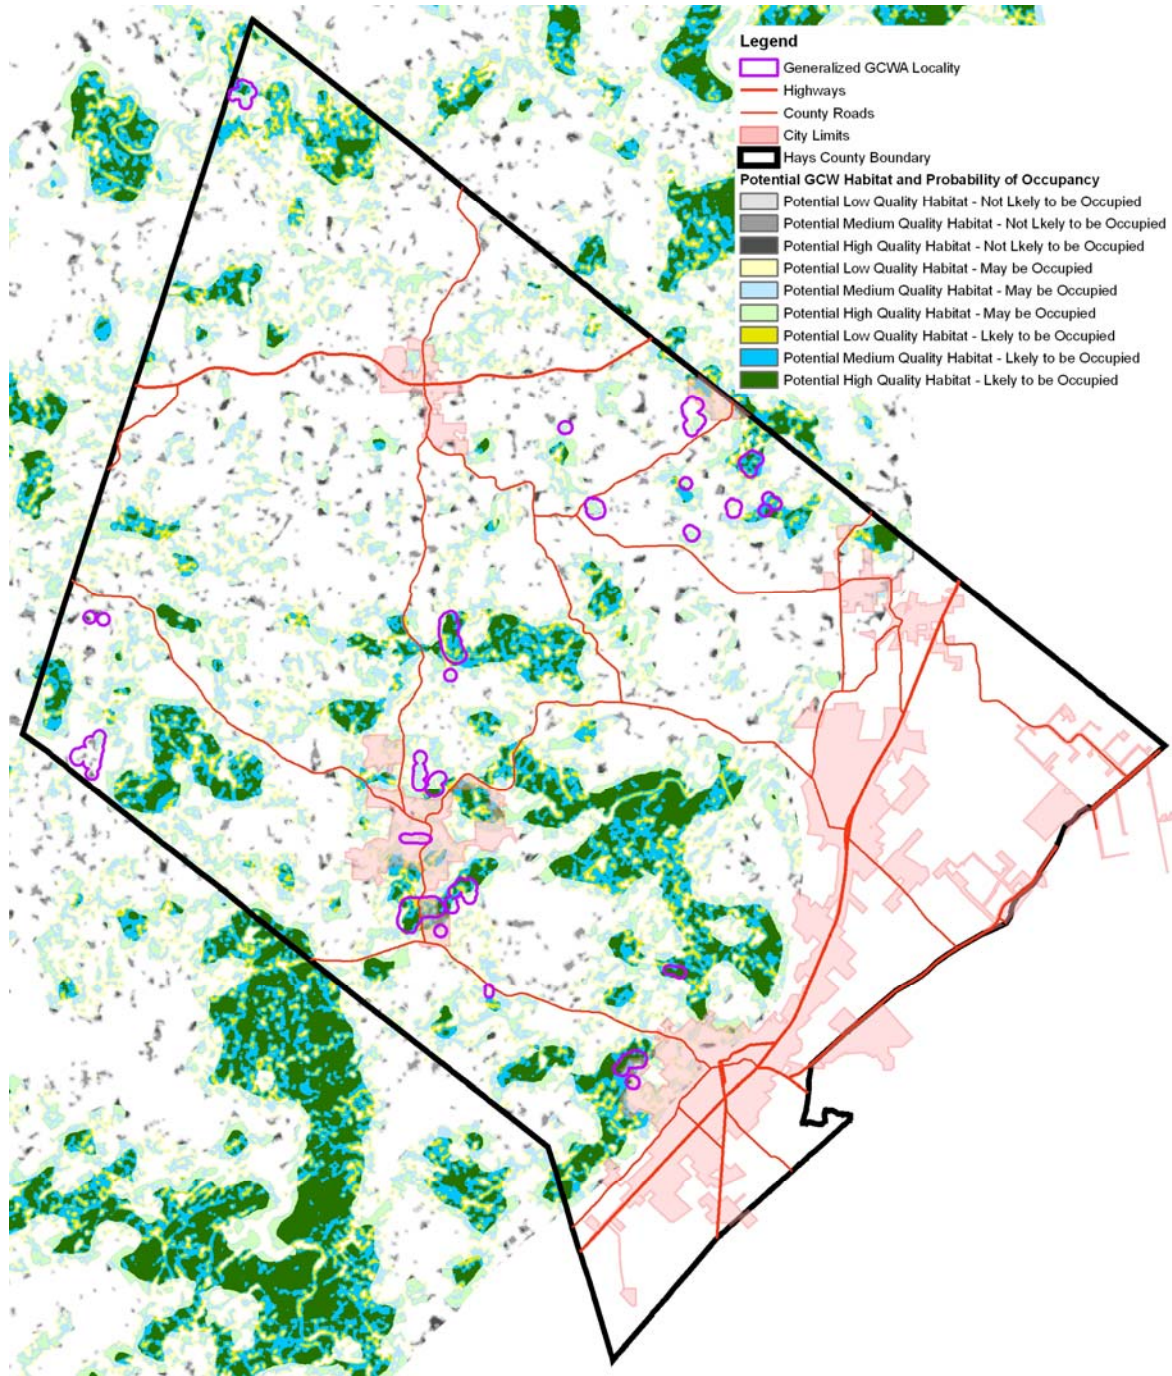 Legend
Generalized GCWA Locality
Highways
County Roads
City Limits
Hays County Boundary
Potential GCW Habitat and Probability of Occupancy
Potential Low Quality Habitat - Not Lkely to be Occupied
Potential Medium Quality Habitat - Not Lkely to be Occupied
Potential High Quality Habitat - Not Lkely to be Occupied
Potential Low Quality Habitat - May be Occupied
Potential Medium Quality Habitat - May be Occupied
Potential High Quality Habitat - May be Occupied
Potential Low Quality Habitat - Lkely to be Occupied
Potential Medium Quality Habitat - Lkely to be Occupied
Potential High Quality Habitat - Lkely to be Occupied